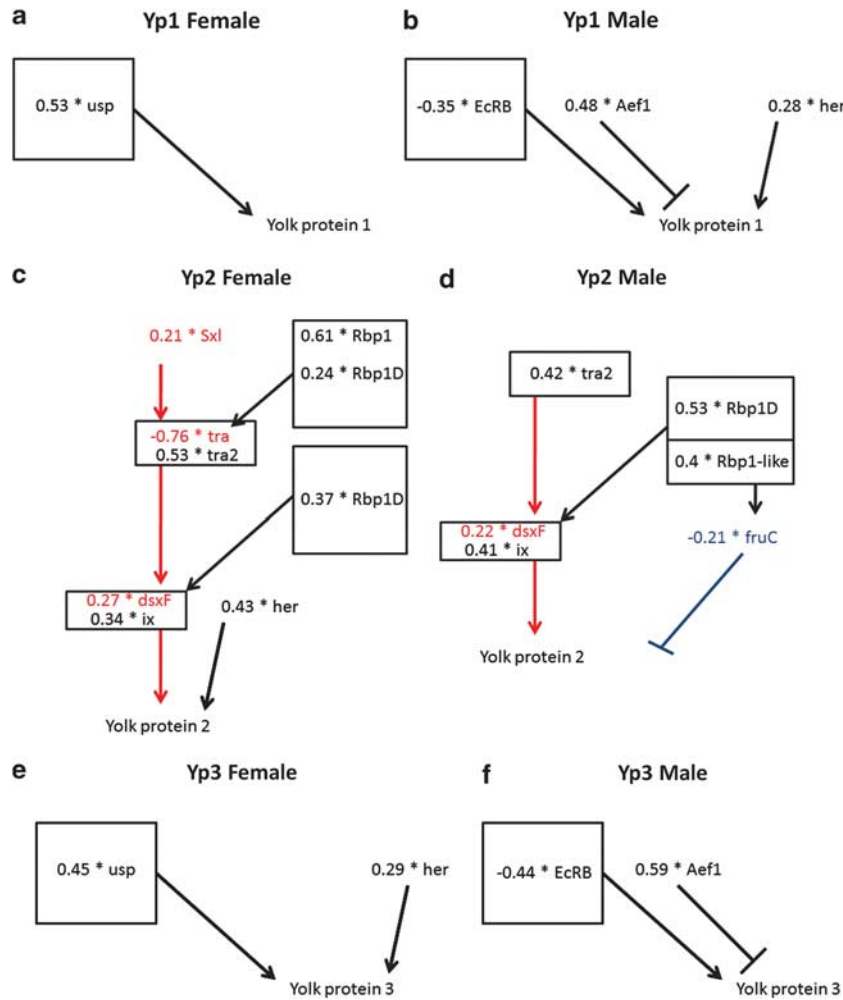 a
Yp1 Female
0.53 * usp
Yolk protein 1
b
Yp1 Male
-0.35 * EcRB
0.48 * Aef1
0.28 * her
Yolk protein 1
c
Yp2 Female
0.21 * Sxl
0.61 * Rbp1
0.24 * Rbp1D
-0.76 * tra
0.53 * tra2
0.37 * Rbp1D
0.27 * dsxF
0.34 * ix
0.43 * her
Yolk protein 2
d
Yp2 Male
0.42 * tra2
0.53 * Rbp1D
0.4 * Rbp1-like
0.22 * dsxF
0.41 * ix
-0.21 * fruC
Yolk protein 2
e
Yp3 Female
0.45 * usp
0.29 * her
Yolk protein 3
f
Yp3 Male
-0.44 * EcRB
0.59 * Aef1
Yolk protein 3